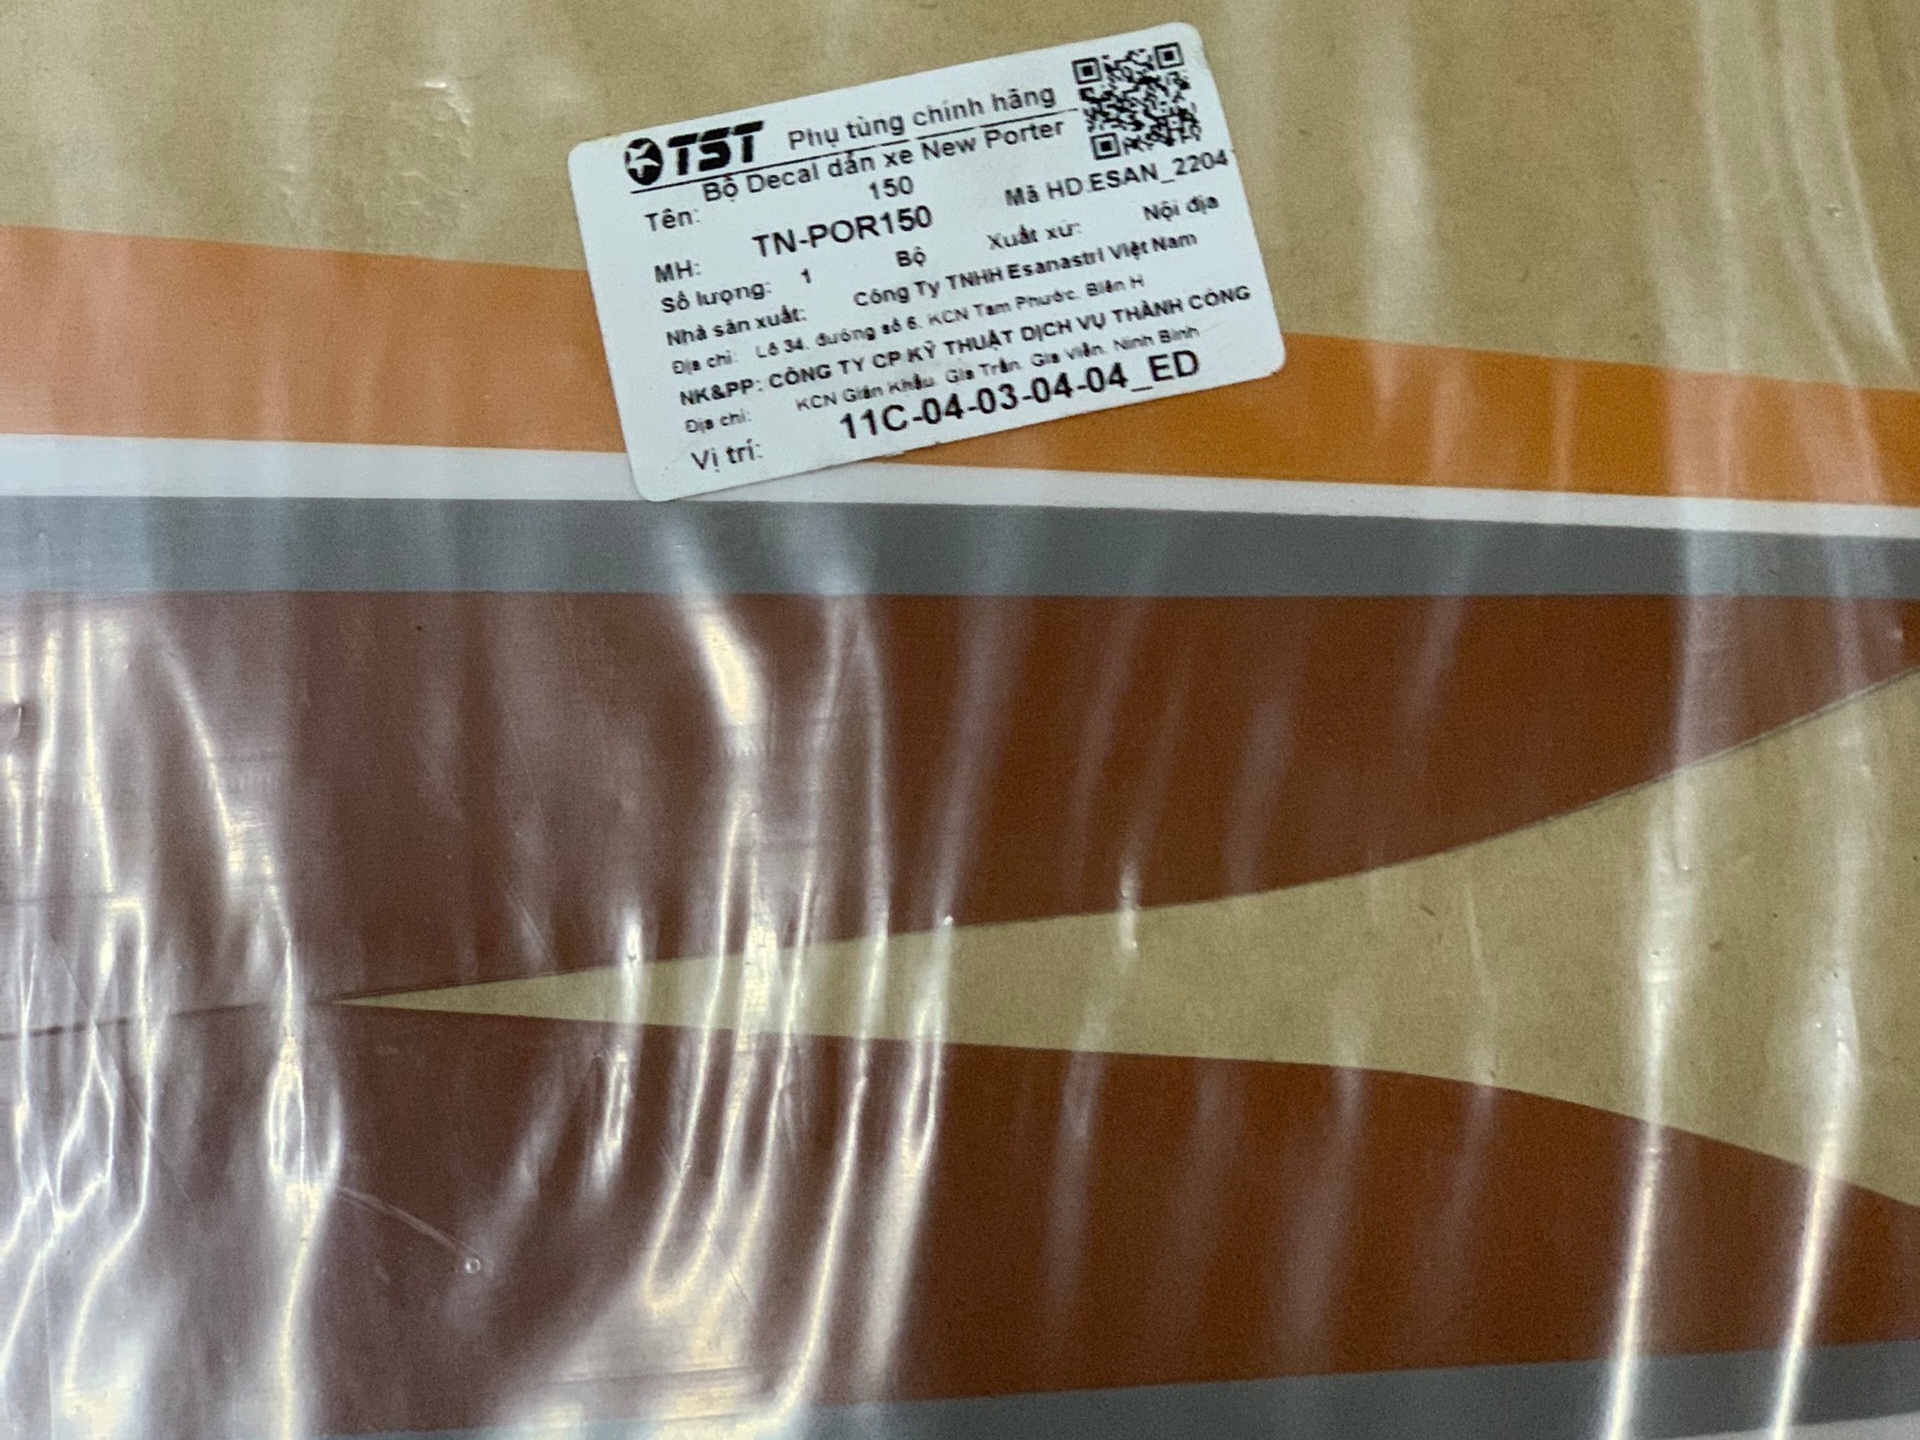 TST Phụ tùng chính hãng
Tên: Bộ Decal dán xe New Porter 150
MH: TN-POR150 Mã HD.ESAN_2204
Số lượng: 1 Bộ Xuất xứ: Nội địa
Nhà sản xuất: Công Ty TNHH Esanastri Việt Nam
Địa chỉ: Lô 34, đường số 6, KCN Tam Phước, Biên H
NK&PP: CÔNG TY CP KỸ THUẬT DỊCH VỤ THÀNH CÔNG
Địa chỉ: KCN Gián Khẩu, Gia Trấn, Gia Viễn, Ninh Bình
Vị trí: 11C-04-03-04-04_ED